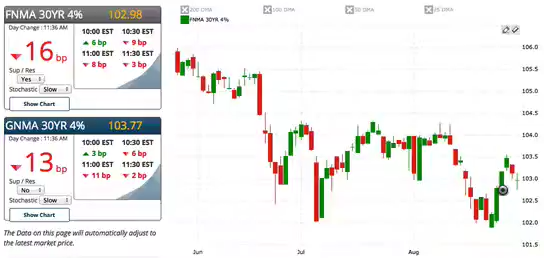 FNMA 30YR 4% 102.98
Day Change : 11:36 AM
16 bp
10:00 EST 10:30 EST
6 bp 9 bp
11:00 EST 11:30 EST
8 bp 3 bp
Sup / Res
Yes
Stochastic Slow
Show Chart
GNMA 30YR 4% 103.77
Day Change : 11:36 AM
13 bp
10:00 EST 10:30 EST
3 bp 6 bp
11:00 EST 11:30 EST
11 bp 2 bp
Sup / Res
No
Stochastic Slow
Show Chart
The Data on this page will automatically adjust to
the latest market price.
200 DMA 100 DMA 50 DMA 25 DMA
FNMA 30YR 4%
106.0
105.5
105.0
104.5
104.0
103.5
103.0
102.5
102.0
101.5
Jun Jul Aug